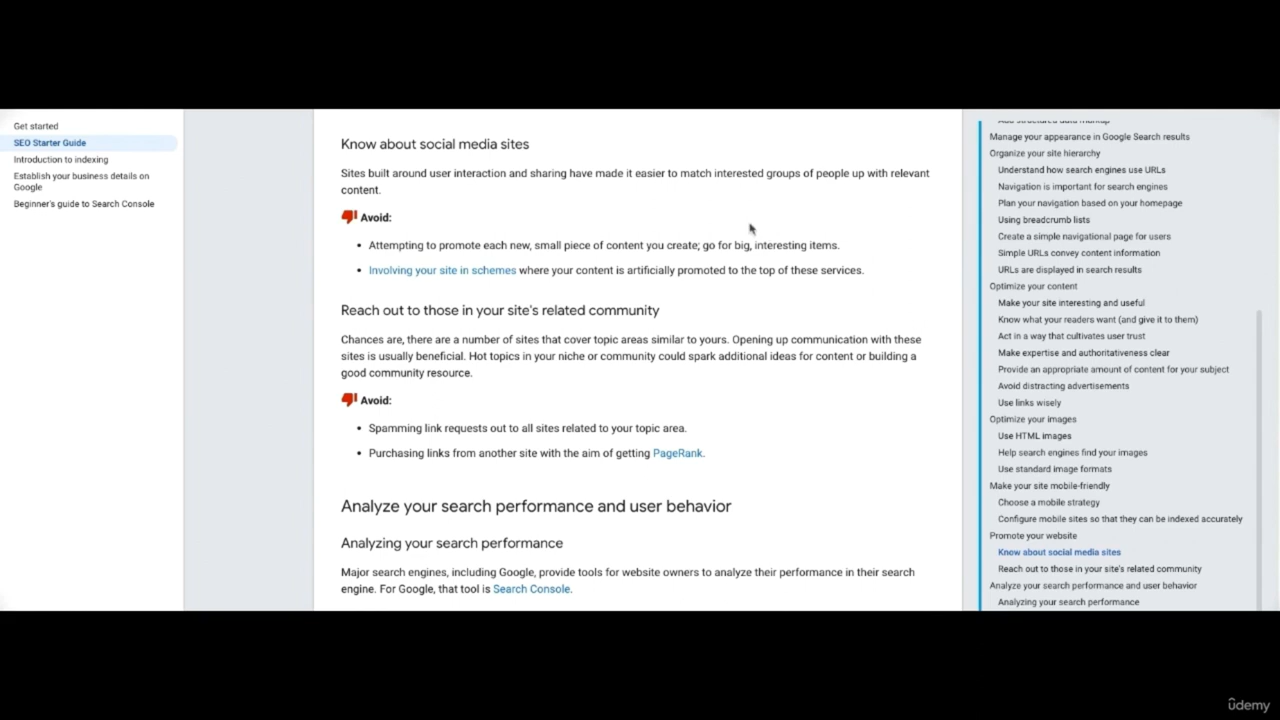 Get started
SEO Starter Guide
Introduction to indexing
Establish your business details on
Google
Beginner's guide to Search Console
Know about social media sites
Sites built around user interaction and sharing have made it easier to match interested groups of people up with relevant
content.
Avoid:
• Attempting to promote each new, small piece of content you create; go for big, interesting items.
• Involving your site in schemes where your content is artificially promoted to the top of these services.
Reach out to those in your site's related community
Chances are, there are a number of sites that cover topic areas similar to yours. Opening up communication with these
sites is usually beneficial. Hot topics in your niche or community could spark additional ideas for content or building a
good community resource.
Avoid:
• Spamming link requests out to all sites related to your topic area.
• Purchasing links from another site with the aim of getting PageRank.
Analyze your search performance and user behavior
Analyzing your search performance
Major search engines, including Google, provide tools for website owners to analyze their performance in their search
engine. For Google, that tool is Search Console.
Add structured data markup
Manage your appearance in Google Search results
Organize your site hierarchy
Understand how search engines use URLs
Navigation is important for search engines
Plan your navigation based on your homepage
Using breadcrumb lists
Create a simple navigational page for users
Simple URLs convey content information
URLs are displayed in search results
Optimize your content
Make your site interesting and useful
Know what your readers want (and give it to them)
Act in a way that cultivates user trust
Make expertise and authoritativeness clear
Provide an appropriate amount of content for your subject
Avoid distracting advertisements
Use links wisely
Optimize your images
Use HTML images
Help search engines find your images
Use standard image formats
Make your site mobile-friendly
Choose a mobile strategy
Configure mobile sites so that they can be indexed accurately
Promote your website
Know about social media sites
Reach out to those in your site's related community
Analyze your search performance and user behavior
Analyzing your search performance
ûdemy